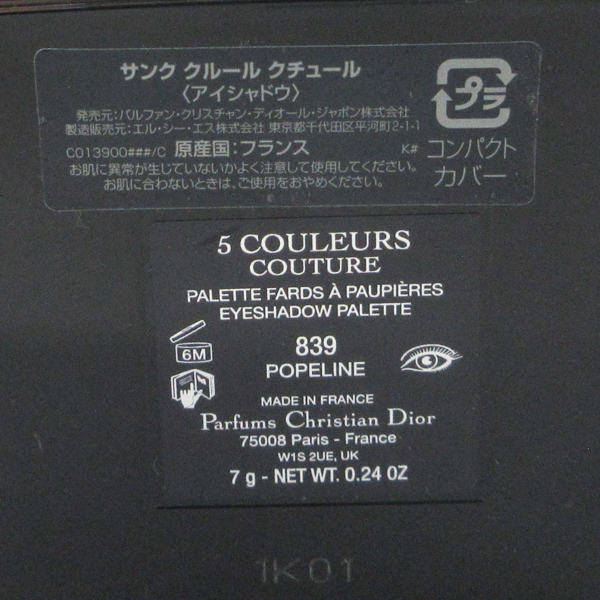 サンク クルール クチュール
〈アイシャドウ〉
発売元：パルファン・クリスチャン・ディオール・ジャポン株式会社
製造販売元：エル・シー・エス株式会社 東京都千代田区平河町2-1-1
C013900###/C 原産国：フランス K#
お肌に異常が生じていないかよく注意して使用してください。
お肌に合わないときは、ご使用をおやめください。
プラ
コンパクト
カバー
5 COULEURS
COUTURE
PALETTE FARDS À PAUPIÈRES
EYESHADOW PALETTE
6M
839
POPELINE
MADE IN FRANCE
Parfums Christian Dior
75008 Paris - France
W1S 2UE, UK
7 g - NET WT. 0.24 OZ
1K01